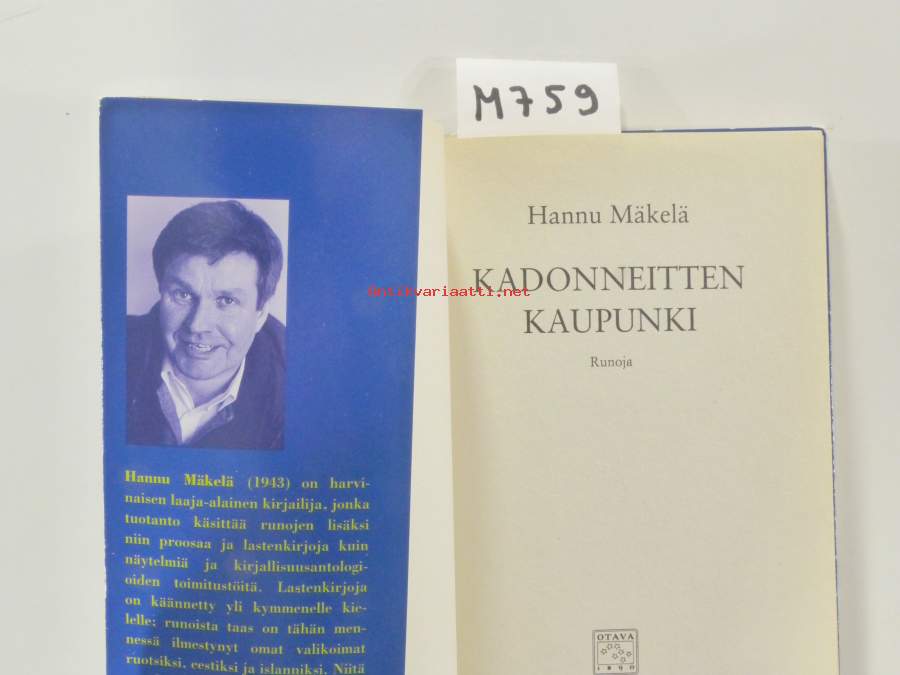 M759
Hannu Mäkelä
KADONNEITTEN
KAUPUNKI
Runoja
OTAVA
1890
antikvariaatti.net
Hannu Mäkelä (1943) on harvi-
naisen laaja-alainen kirjailija, jonka
tuotanto käsittää runojen lisäksi
niin proosaa ja lastenkirjoja kuin
näytelmiä ja kirjallisuusantologi-
oiden toimitustöitä. Lastenkirjoja
on käännetty yli kymmenelle kie-
lelle; runoista taas on tähän men-
nessä ilmestynyt omat valikoimat
ruotsiksi, eestiksi ja islanniksi. Niitä